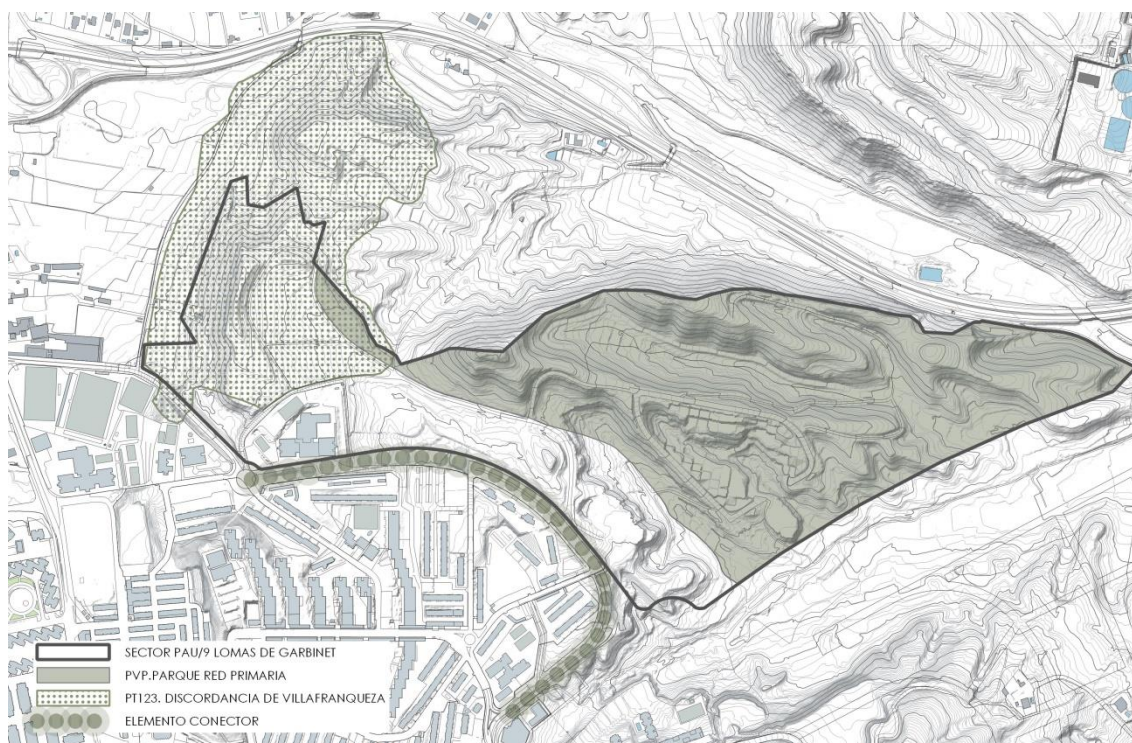 SECTOR PAU/9 LOMAS DE GARBINET
PVP.PARQUE RED PRIMARIA
PT123. DISCORDANCIA DE VILLAFRANQUEZA
ELEMENTO CONECTOR